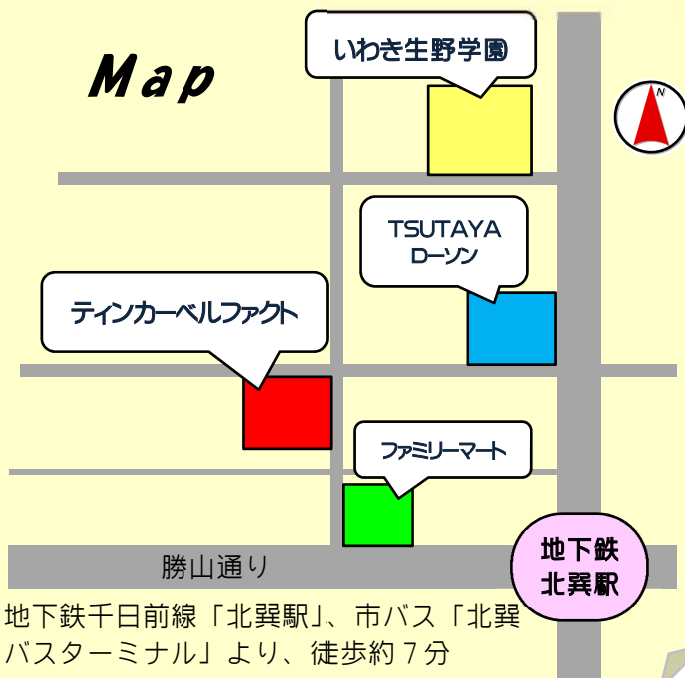 Map
いわき生野学園
N
TSUTAYA
ローソン
ティンカーベルファクト
ファミリーマート
勝山通り
地下鉄
北巽駅
地下鉄千日前線「北巽駅」、市バス「北巽
バスターミナル」より、徒歩約７分